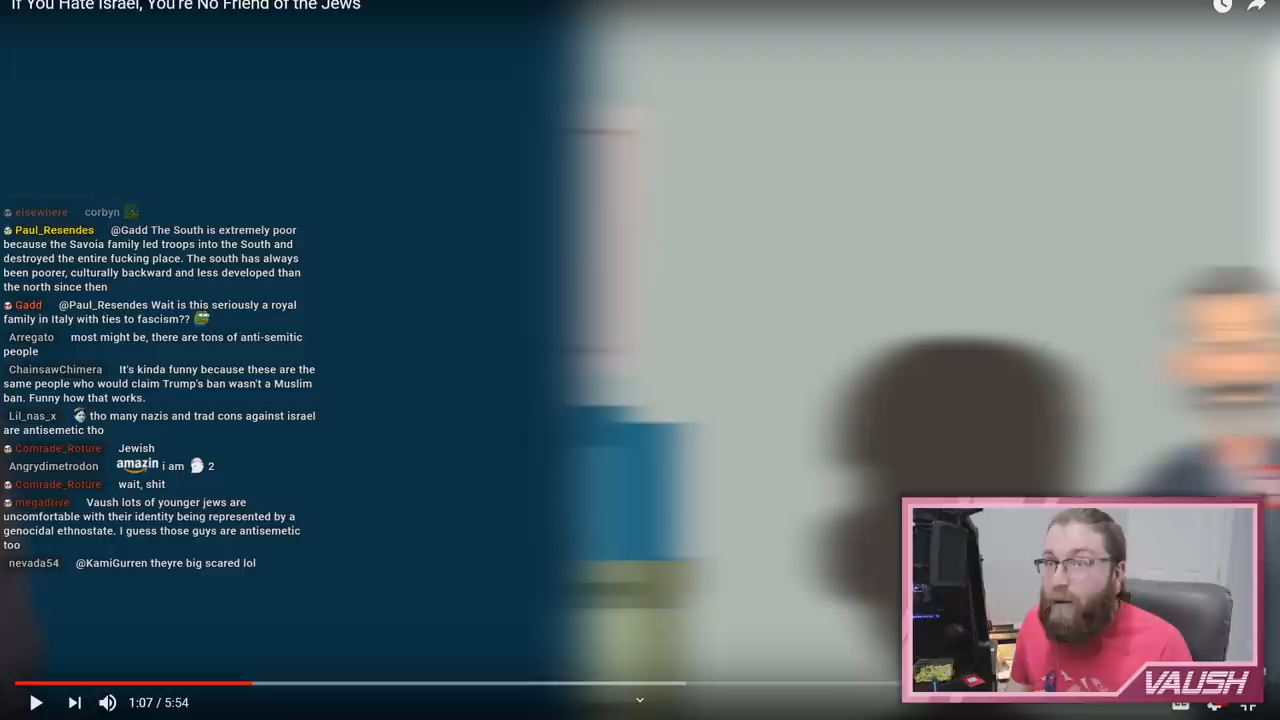 If You Hate Israel, You're No Friend of the Jews
elsewhere corbyn
Paul_Resendes @Gadd The South is extremely poor
because the Savoia family led troops into the South and
destroyed the entire fucking place. The south has always
been poorer, culturally backward and less developed than
the north since then
Gadd @Paul_Resendes Wait is this seriously a royal
family in Italy with ties to fascism??
Arregato most might be, there are tons of anti-semitic
people
ChainsawChimera It's kinda funny because these are the
same people who would claim Trump's ban wasn't a Muslim
ban. Funny how that works.
Lil_nas_x tho many nazis and trad cons against israel
are antisemetic tho
Comrade_Roture Jewish
Angrydimetrodon amazin i am 2
Comrade_Roture wait, shit
megadrive Vaush lots of younger jews are
uncomfortable with their identity being represented by a
genocidal ethnostate. I guess those guys are antisemetic
too
nevada54 @KamiGurren theyre big scared lol
1:07 / 5:54
VAUSH